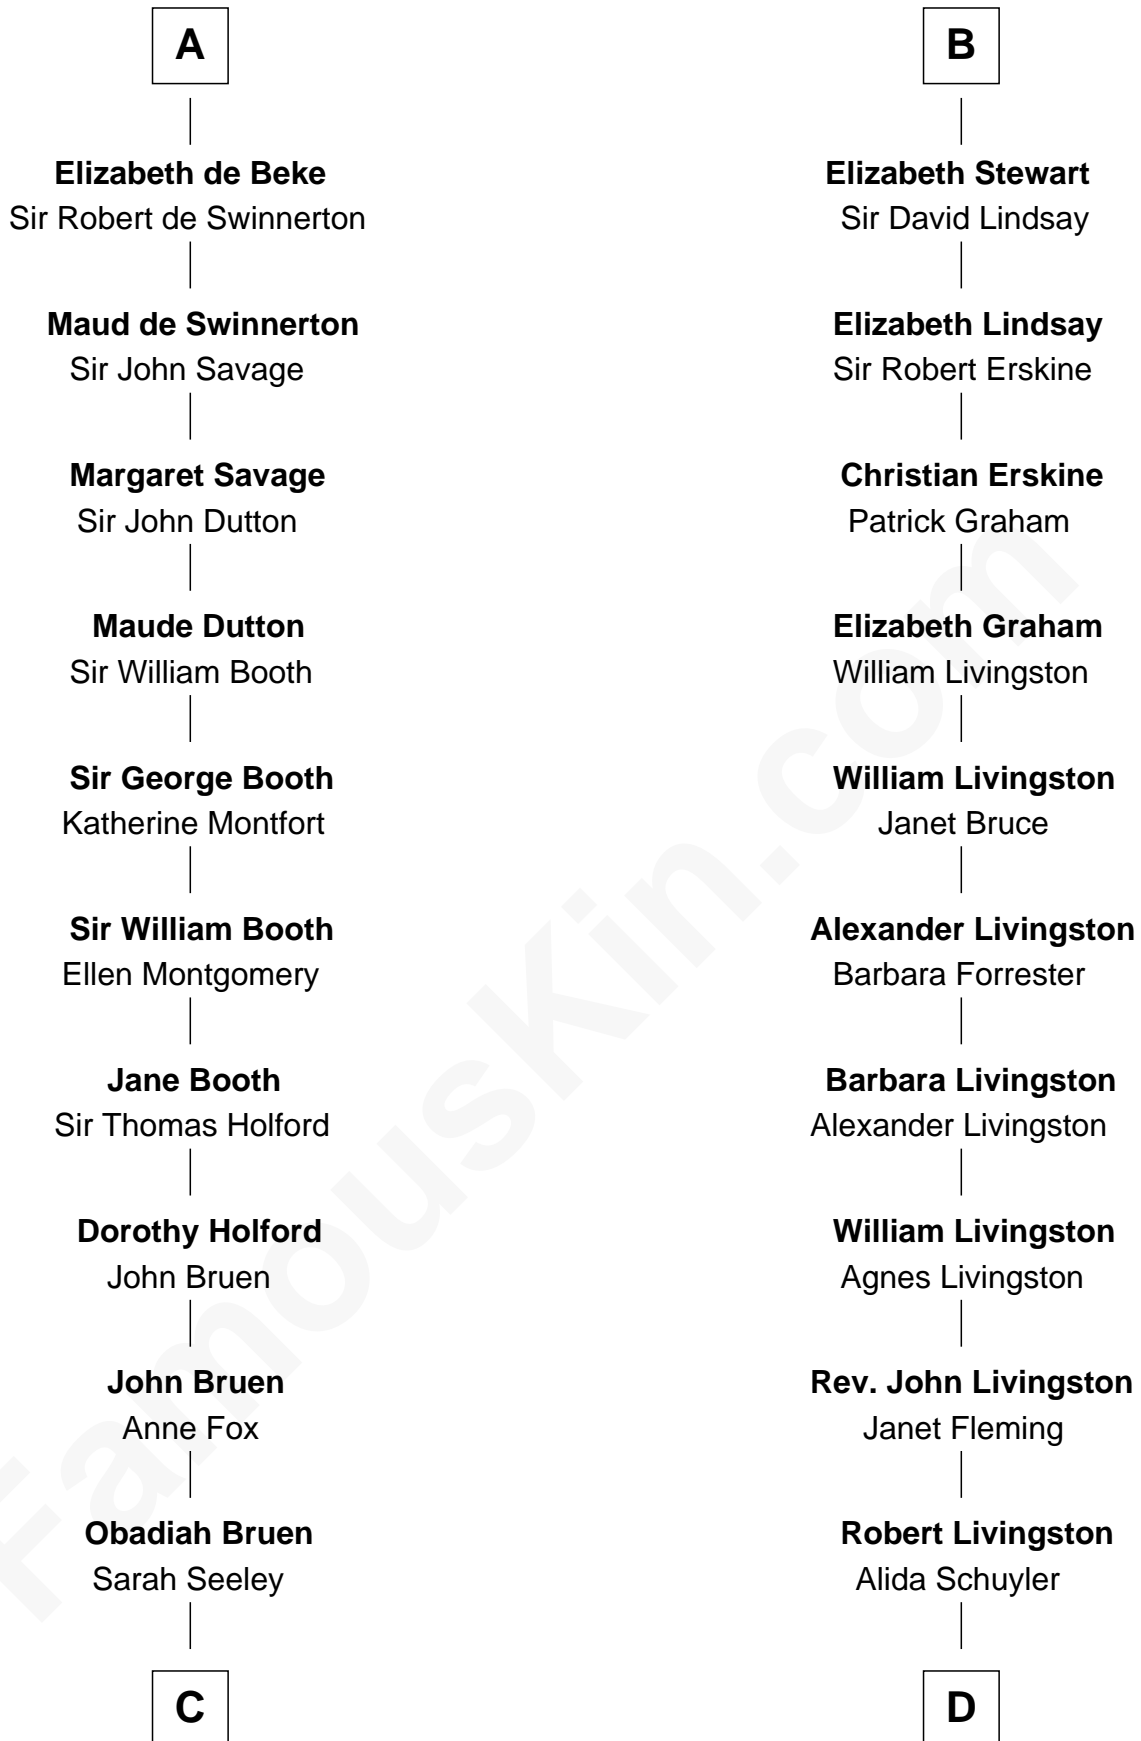 A
Elizabeth de Beke
Sir Robert de Swinnerton
Maud de Swinnerton
Sir John Savage
Margaret Savage
Sir John Dutton
Maude Dutton
Sir William Booth
Sir George Booth
Katherine Montfort
Sir William Booth
Ellen Montgomery
Jane Booth
Sir Thomas Holford
Dorothy Holford
John Bruen
John Bruen
Anne Fox
Obadiah Bruen
Sarah Seeley
C
B
Elizabeth Stewart
Sir David Lindsay
Elizabeth Lindsay
Sir Robert Erskine
Christian Erskine
Patrick Graham
Elizabeth Graham
William Livingston
William Livingston
Janet Bruce
Alexander Livingston
Barbara Forrester
Barbara Livingston
Alexander Livingston
William Livingston
Agnes Livingston
Rev. John Livingston
Janet Fleming
Robert Livingston
Alida Schuyler
D
FamousKin.com